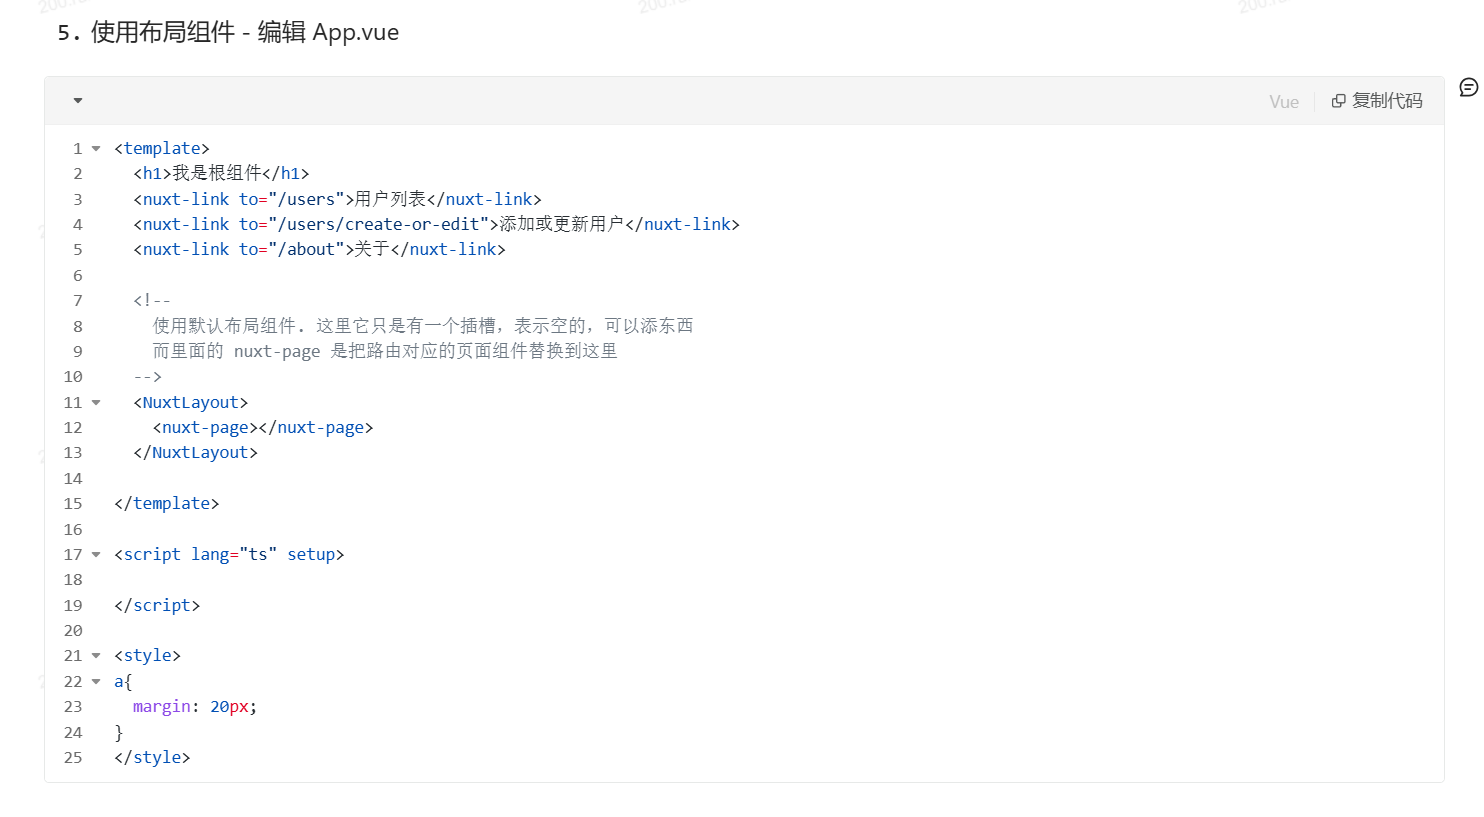 5. 使用布局组件 - 编辑 App.vue
Vue 复制代码
1 <template>
2 <h1>我是根组件</h1>
3 <nuxt-link to="/users">用户列表</nuxt-link>
4 <nuxt-link to="/users/create-or-edit">添加或更新用户</nuxt-link>
5 <nuxt-link to="/about">关于</nuxt-link>
6
7 <!--
8 使用默认布局组件. 这里它只是有一个插槽，表示空的，可以添东西
9 而里面的 nuxt-page 是把路由对应的页面组件替换到这里
10 -->
11 <NuxtLayout>
12 <nuxt-page></nuxt-page>
13 </NuxtLayout>
14
15 </template>
16
17 <script lang="ts" setup>
18
19 </script>
20
21 <style>
22 a{
23 margin: 20px;
24 }
25 </style>